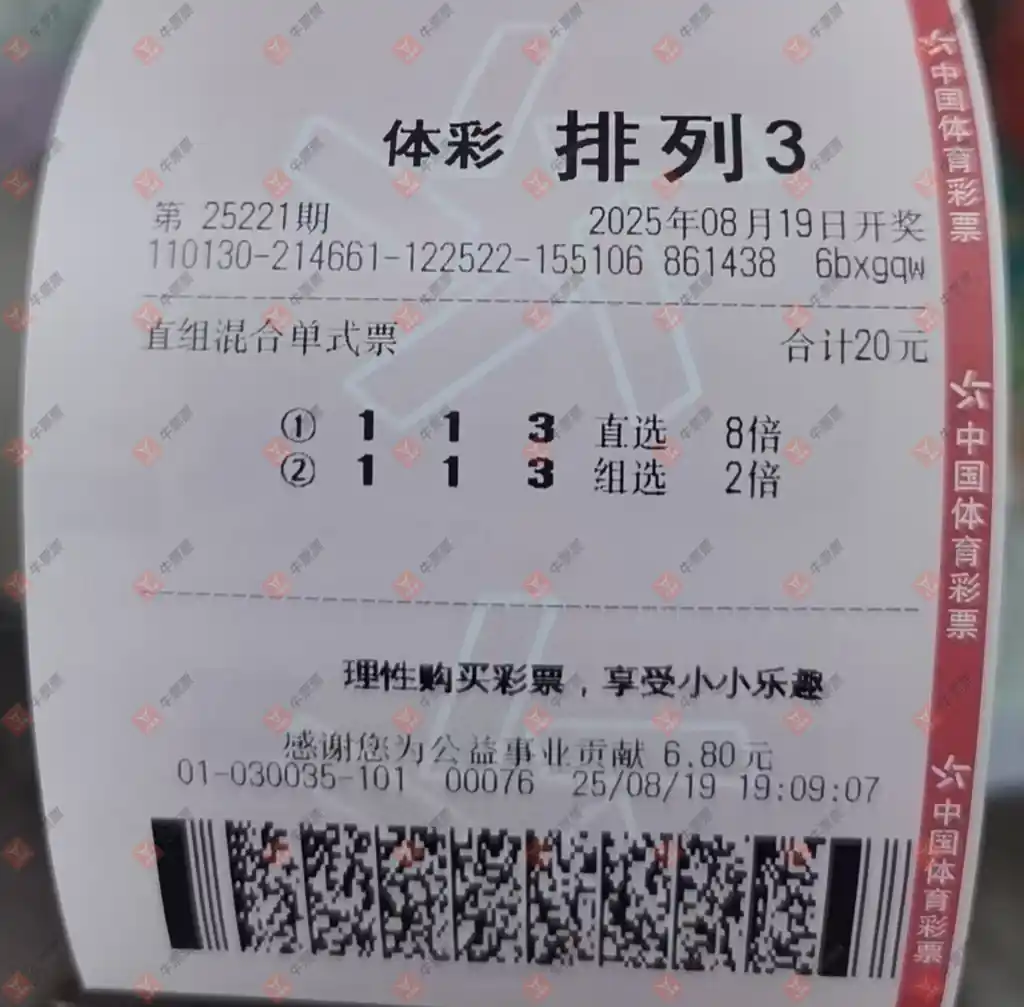 体彩 排列3
第 25221期 2025年08月19日开奖
110130-214661-122522-155106 861438 6bxgqw
直组混合单式票 合计20元
① 1 1 3 直选 8倍
② 1 1 3 组选 2倍
理性购买彩票，享受小小乐趣
感谢您为公益事业贡献 6.80元
01-030035-101 00076 25/08/19 19:09:07
中国体育彩票
中国体育彩票
中国体育彩票